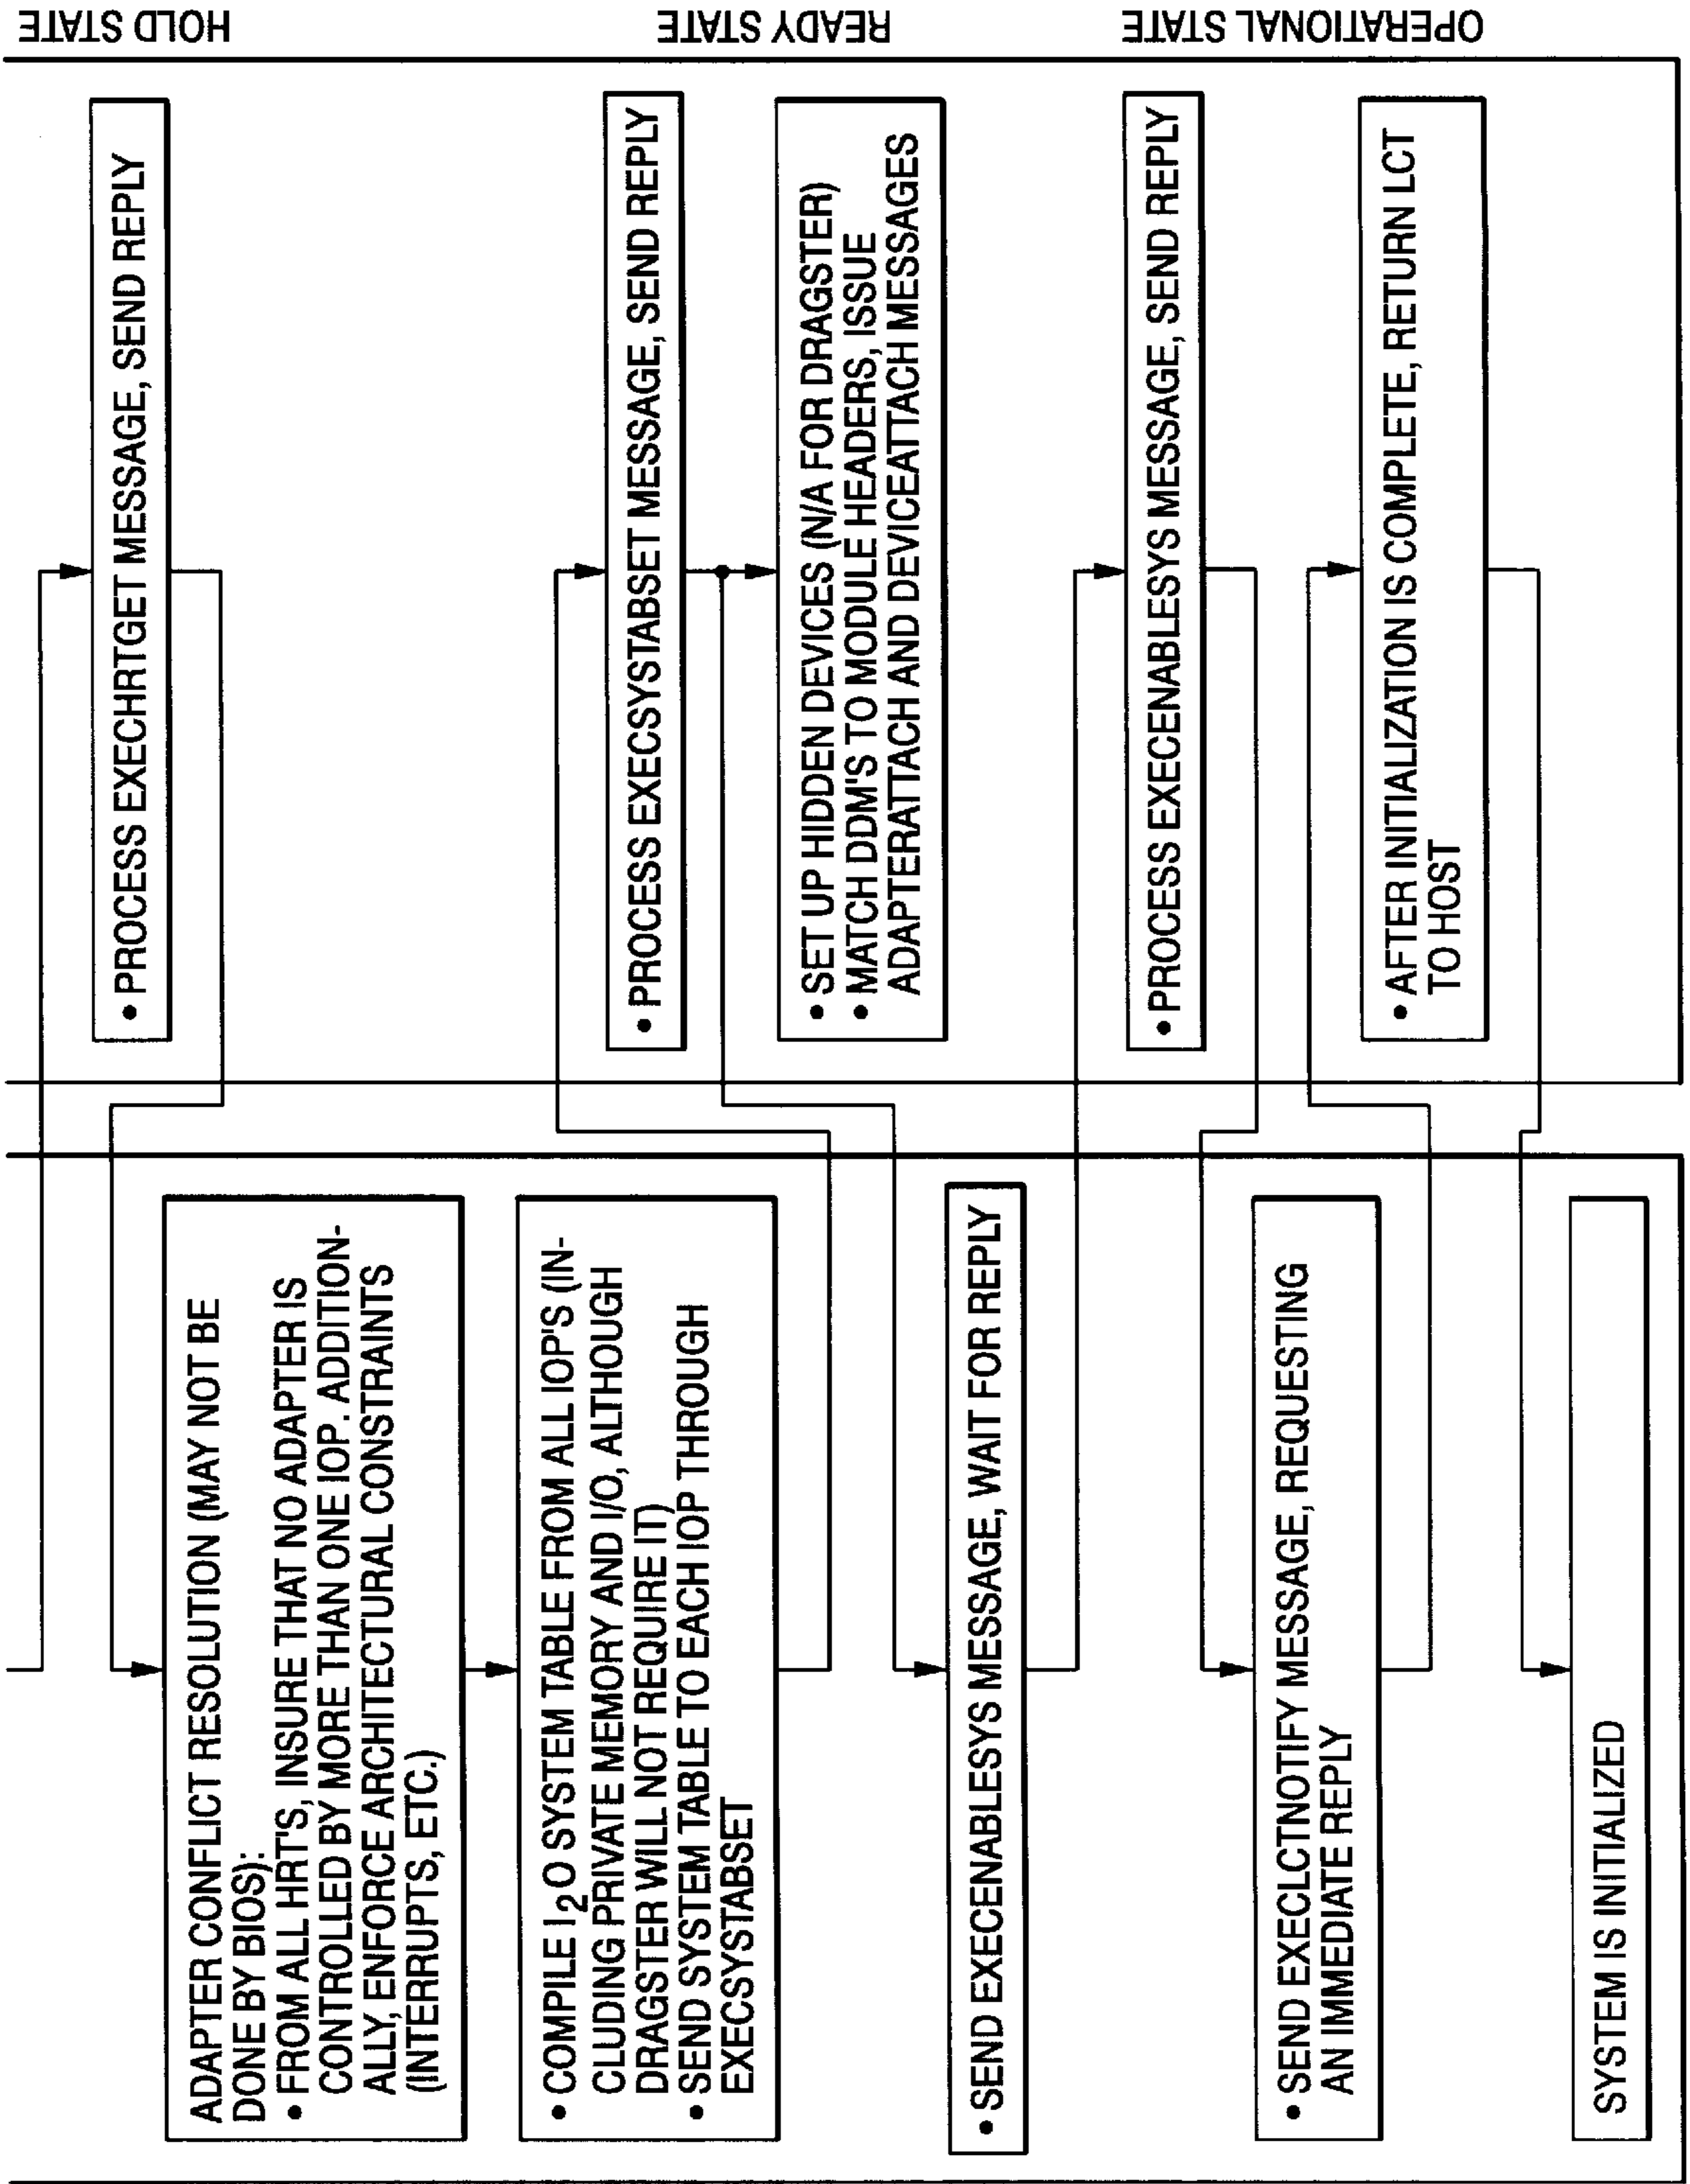 HOLD STATE
• PROCESS EXECHRTGET MESSAGE, SEND REPLY
ADAPTER CONFLICT RESOLUTION (MAY NOT BE
DONE BY BIOS):
• FROM ALL HRT'S, INSURE THAT NO ADAPTER IS
CONTROLLED BY MORE THAN ONE IOP. ADDITION-
ALLY, ENFORCE ARCHITECTURAL CONSTRAINTS
(INTERRUPTS, ETC.)
• COMPILE I2O SYSTEM TABLE FROM ALL IOP'S (IN-
CLUDING PRIVATE MEMORY AND I/O, ALTHOUGH
DRAGSTER WILL NOT REQUIRE IT)
• SEND SYSTEM TABLE TO EACH IOP THROUGH
EXECSYSTABSET
READY STATE
• PROCESS EXECSYSTABSET MESSAGE, SEND REPLY
• SET UP HIDDEN DEVICES (N/A FOR DRAGSTER)
• MATCH DDM'S TO MODULE HEADERS, ISSUE
ADAPTERATTACH AND DEVICEATTACH MESSAGES
• SEND EXECENABLESYS MESSAGE, WAIT FOR REPLY
OPERATIONAL STATE
• PROCESS EXECENABLESYS MESSAGE, SEND REPLY
• SEND EXECLCTNOTIFY MESSAGE, REQUESTING
AN IMMEDIATE REPLY
• AFTER INITIALIZATION IS COMPLETE, RETURN LCT
TO HOST
SYSTEM IS INITIALIZED